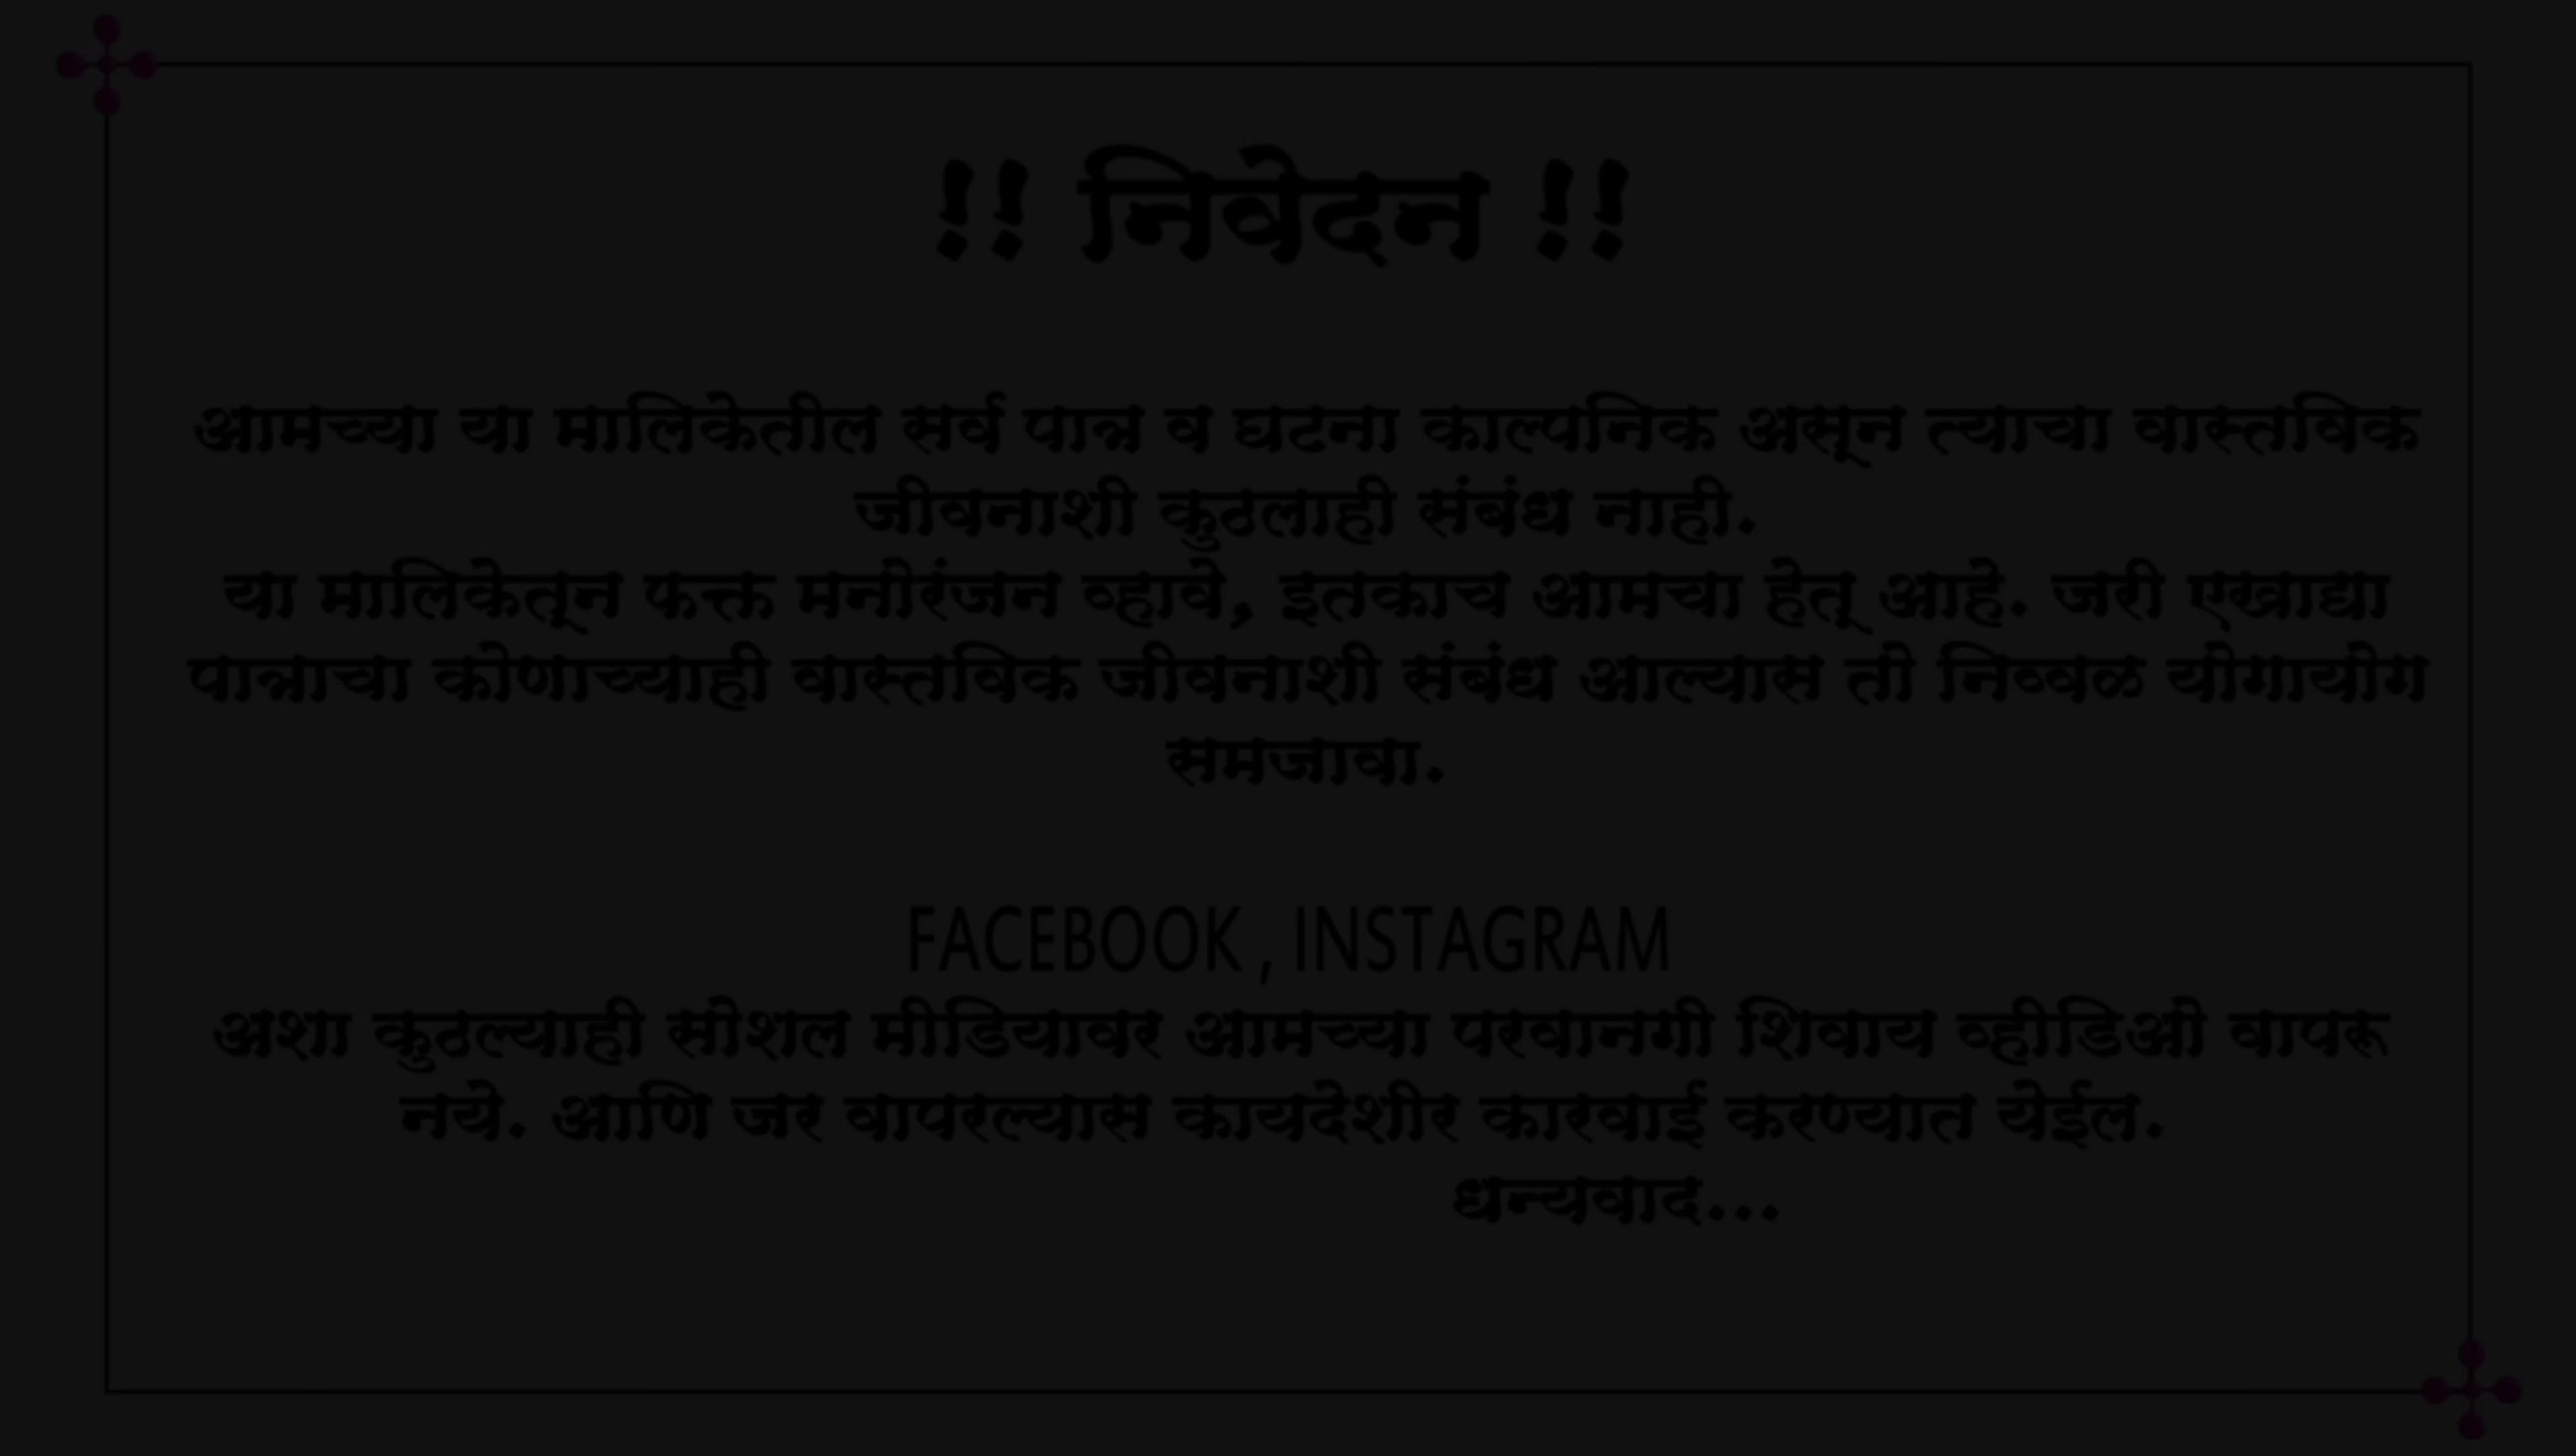 !! निवेदन !!
आमच्या या मालिकेतील सर्व पात्र व घटना काल्पनिक असून त्याचा वास्तविक
जीवनाशी कुठलाही संबंध नाही.
या मालिकेतून फक्त मनोरंजन व्हावे, इतकाच आमचा हेतू आहे. जरी एखाद्या
पात्राचा कोणाच्याही वास्तविक जीवनाशी संबंध आल्यास तो निव्वळ योगायोग
समजावा.
FACEBOOK , INSTAGRAM
अशा कुठल्याही सोशल मीडियावर आमच्या परवानगी शिवाय व्हीडिओ वापरू
नये. आणि जर वापरल्यास कायदेशीर कारवाई करण्यात येईल.
धन्यवाद...